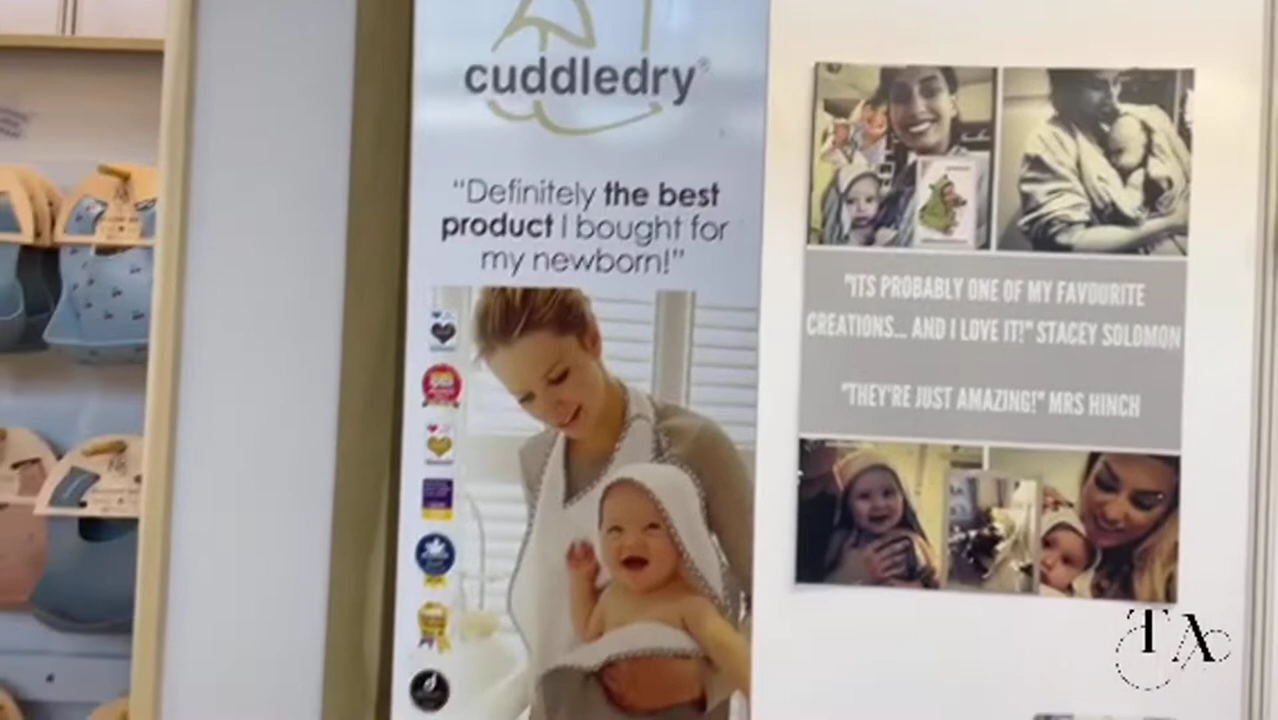 cuddledry®
“Definitely the best
product I bought for
my newborn!”
"ITS PROBABLY ONE OF MY FAVOURITE
CREATIONS... AND I LOVE IT!" STACEY SOLOMON
"THEY'RE JUST AMAZING!" MRS HINCH
TA